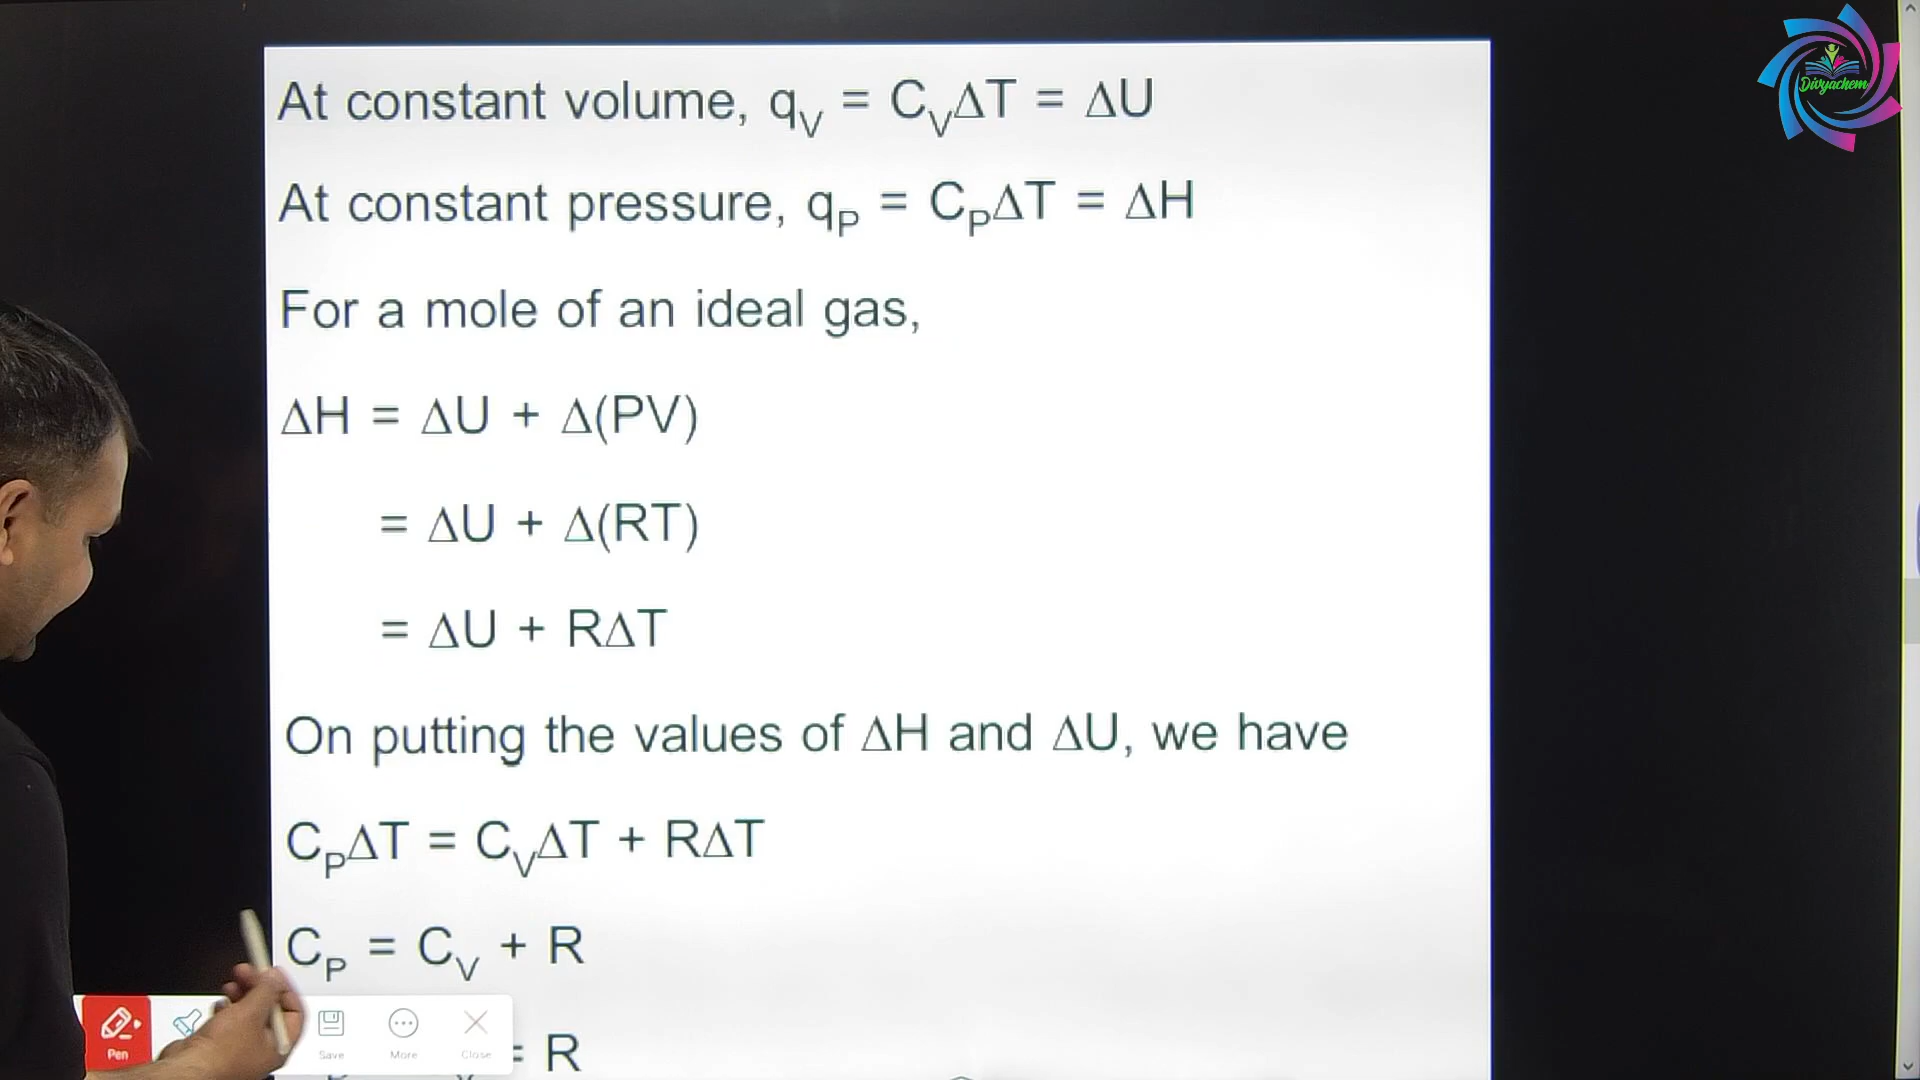 At constant volume, qV = CVΔT = ΔU
At constant pressure, qP = CPΔT = ΔH
For a mole of an ideal gas,
ΔH = ΔU + Δ(PV)
= ΔU + Δ(RT)
= ΔU + RΔT
On putting the values of ΔH and ΔU, we have
CPΔT = CVΔT + RΔT
CP = CV + R
= R
Pen
Save
More
Close
Divyachem